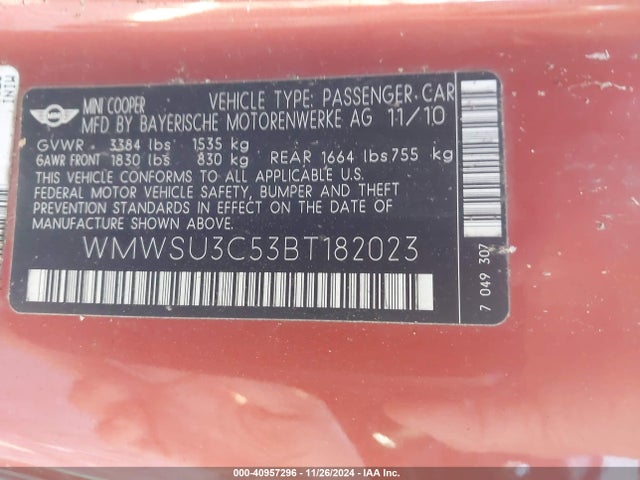 MINI
MINI COOPER VEHICLE TYPE: PASSENGER CAR
MFD BY BAYERISCHE MOTORENWERKE AG 11/10
GVWR 3384 lbs 1535 kg
GAWR FRONT 1830 lbs 830 kg REAR 1664 lbs 755 kg
THIS VEHICLE CONFORMS TO ALL APPLICABLE U.S.
FEDERAL MOTOR VEHICLE SAFETY, BUMPER AND THEFT
PREVENTION STANDARDS IN EFFECT ON THE DATE OF
MANUFACTURE SHOWN ABOVE.
WMWSU3C53BT182023
7 049 307
000-40957296 - 11/26/2024 - IAA Inc.